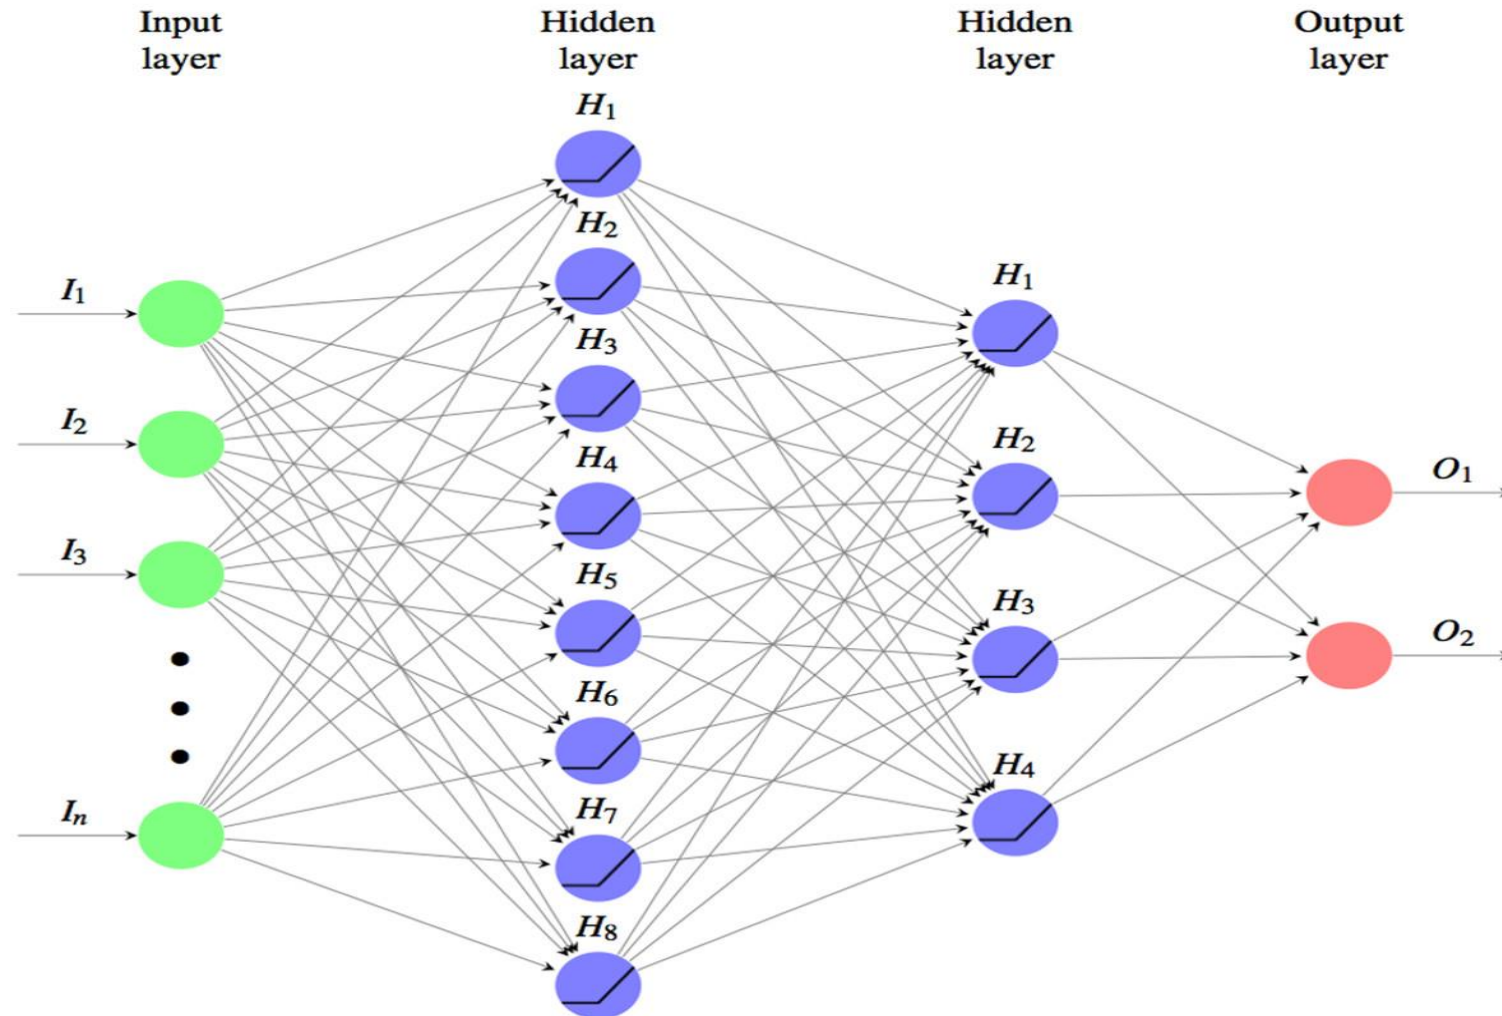 Input
layer
Hidden
layer
Hidden
layer
Output
layer
H₁
H₂
H₃
H₄
H₅
H₆
H₇
H₈
H₁
H₂
H₃
H₄
I₁
I₂
I₃
Iₙ
O₁
O₂